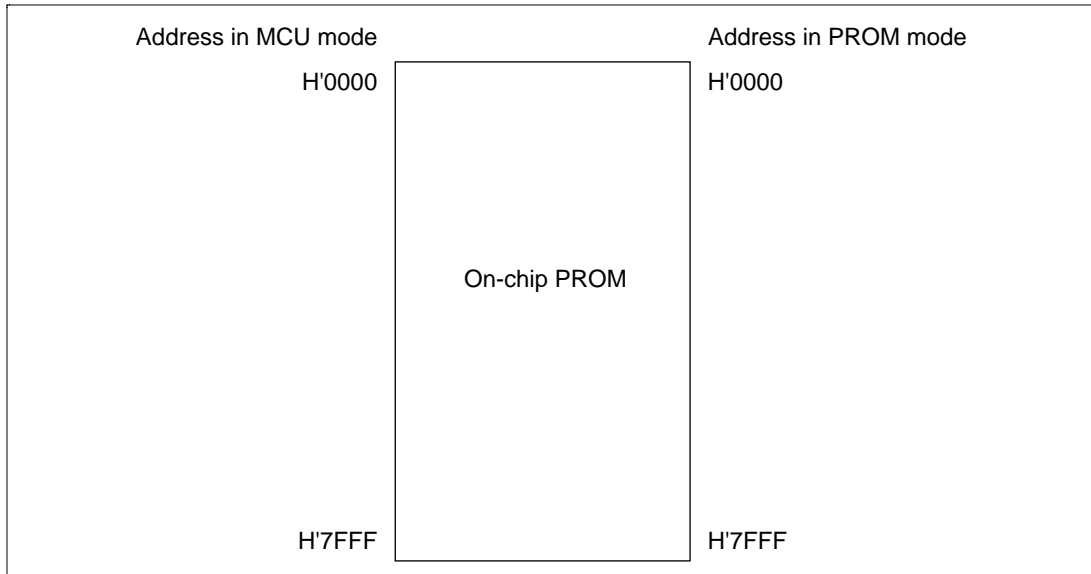 Address in MCU mode
Address in PROM mode
H'0000
H'0000
On-chip PROM
H'7FFF
H'7FFF